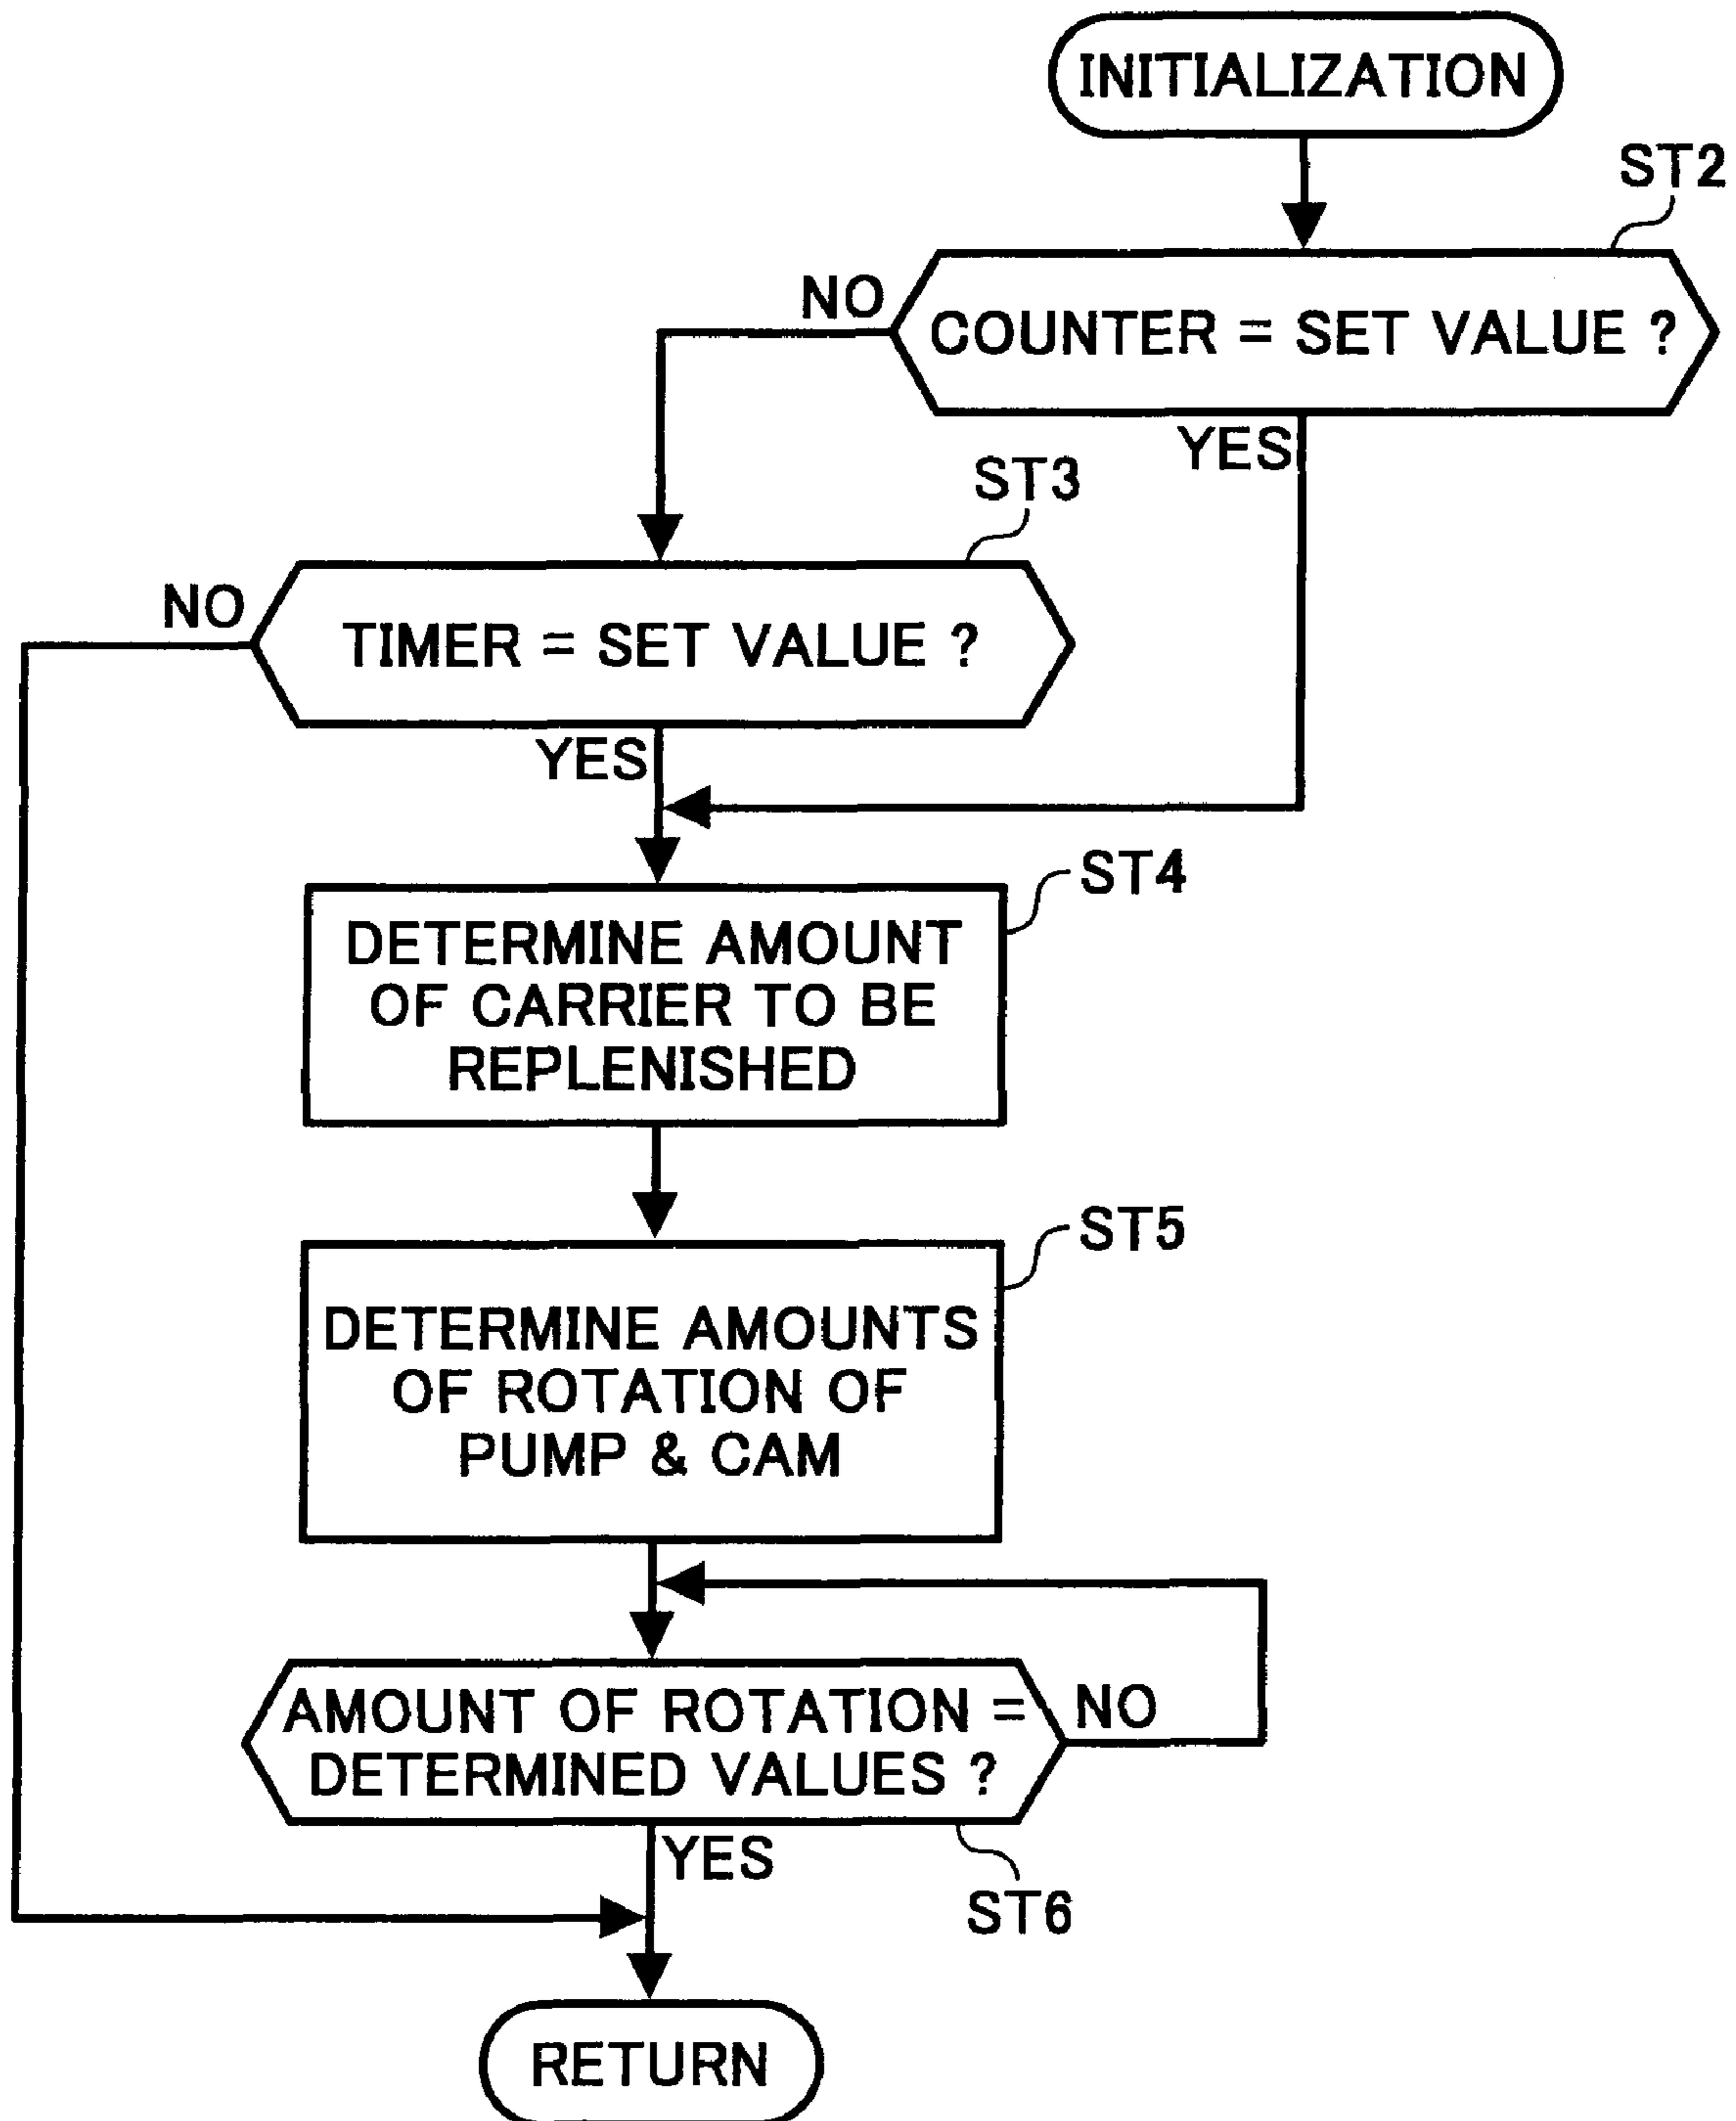 INITIALIZATION
ST2
NO
COUNTER = SET VALUE ?
YES
ST3
NO
TIMER = SET VALUE ?
YES
ST4
DETERMINE AMOUNT
OF CARRIER TO BE
REPLENISHED
ST5
DETERMINE AMOUNTS
OF ROTATION OF
PUMP & CAM
AMOUNT OF ROTATION =
DETERMINED VALUES ?
NO
YES
ST6
RETURN